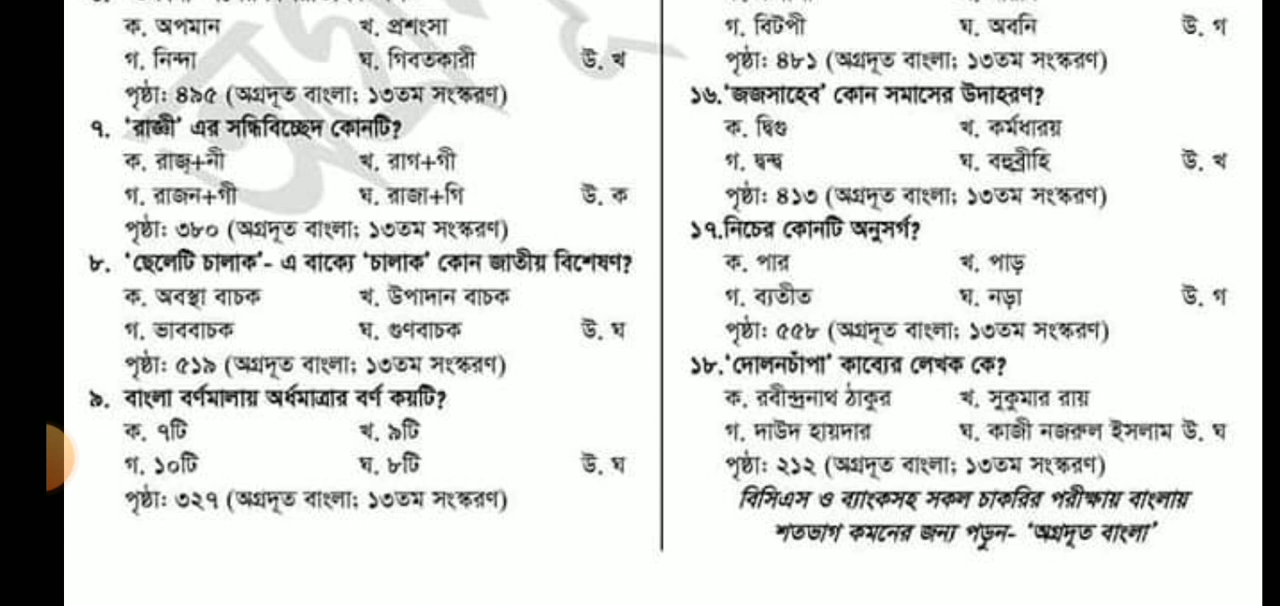 ক. অপমান খ. প্রশংসা
গ. নিন্দা ঘ. গিবতকারী উ. খ
পৃষ্ঠা: ৪৯৫ (অগ্রদূত বাংলা; ১৩তম সংস্করণ)
৭. 'রাজ্ঞী' এর সন্ধিবিচ্ছেদ কোনটি?
ক. রাজ্+নী খ. রাগ+গী
গ. রাজন+গী ঘ. রাজা+গি উ. ক
পৃষ্ঠা: ৩৮০ (অগ্রদূত বাংলা; ১৩তম সংস্করণ)
৮. 'ছেলেটি চালাক'- এ বাক্যে 'চালাক' কোন জাতীয় বিশেষণ?
ক. অবস্থা বাচক খ. উপাদান বাচক
গ. ভাববাচক ঘ. গুণবাচক উ. ঘ
পৃষ্ঠা: ৫১৯ (অগ্রদূত বাংলা; ১৩তম সংস্করণ)
৯. বাংলা বর্ণমালায় অর্ধমাত্রার বর্ণ কয়টি?
ক. ৭টি খ. ৯টি
গ. ১০টি ঘ. ৮টি উ. ঘ
পৃষ্ঠা: ৩২৭ (অগ্রদূত বাংলা; ১৩তম সংস্করণ)
গ. বিটপী ঘ. অবনি উ. গ
পৃষ্ঠা: ৪৮১ (অগ্রদূত বাংলা; ১৩তম সংস্করণ)
১৬.'জজসাহেব' কোন সমাসের উদাহরণ?
ক. দ্বিগু খ. কর্মধারয়
গ. দ্বন্দ্ব ঘ. বহুব্রীহি উ. খ
পৃষ্ঠা: ৪১৩ (অগ্রদূত বাংলা; ১৩তম সংস্করণ)
১৭.নিচের কোনটি অনুসর্গ?
ক. পার খ. পাড়
গ. ব্যতীত ঘ. নড়া উ. গ
পৃষ্ঠা: ৫৫৮ (অগ্রদূত বাংলা; ১৩তম সংস্করণ)
১৮.'দোলনচাঁপা' কাব্যের লেখক কে?
ক. রবীন্দ্রনাথ ঠাকুর খ. সুকুমার রায়
গ. দাউদ হায়দার ঘ. কাজী নজরুল ইসলাম উ. ঘ
পৃষ্ঠা: ২১২ (অগ্রদূত বাংলা; ১৩তম সংস্করণ)
বিসিএস ও ব্যাংকসহ সকল চাকরির পরীক্ষায় বাংলায়
শতভাগ কমনের জন্য পড়ুন- 'অগ্রদূত বাংলা'